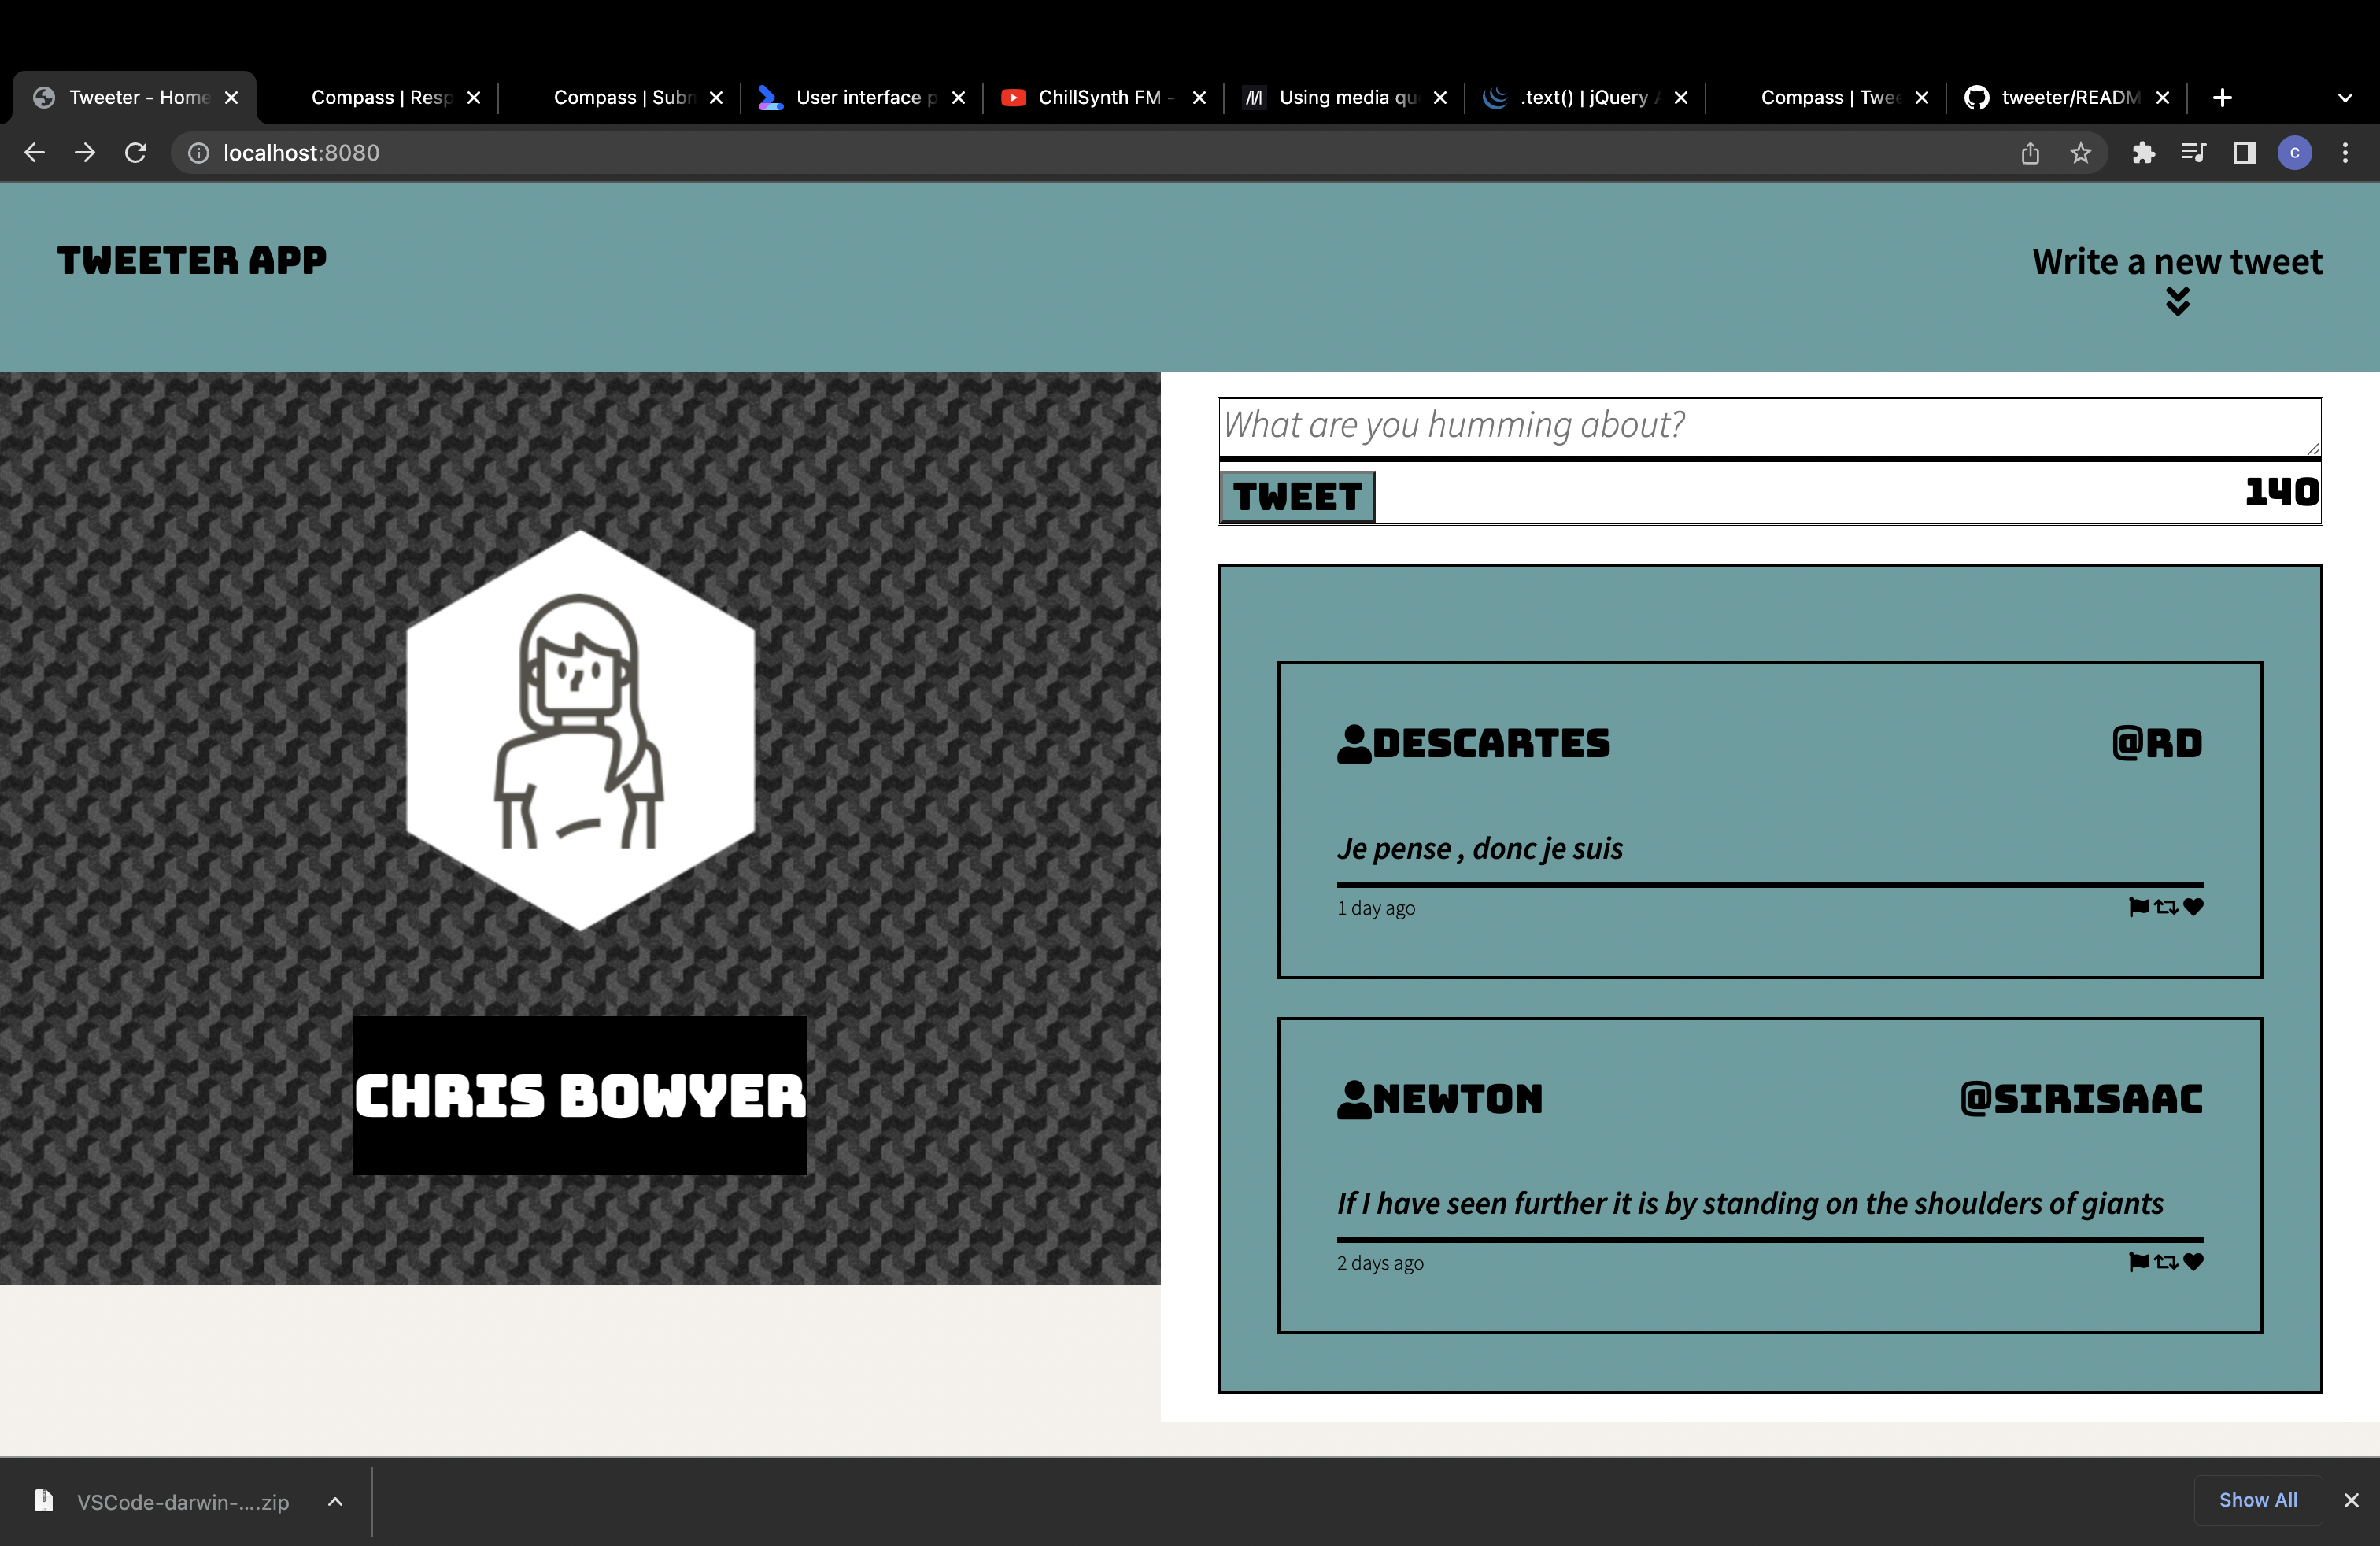 Tweeter - Home
Compass | Resp
Compass | Subm
User interface p
ChillSynth FM -
Using media qu
.text() | jQuery A
Compass | Twee
tweeter/READM
localhost:8080
C
TWEETER APP
Write a new tweet
What are you humming about?
TWEET
140
DESCARTES
@RD
Je pense , donc je suis
1 day ago
CHRIS BOWYER
NEWTON
@SIRISAAC
If I have seen further it is by standing on the shoulders of giants
2 days ago
VSCode-darwin-....zip
Show All